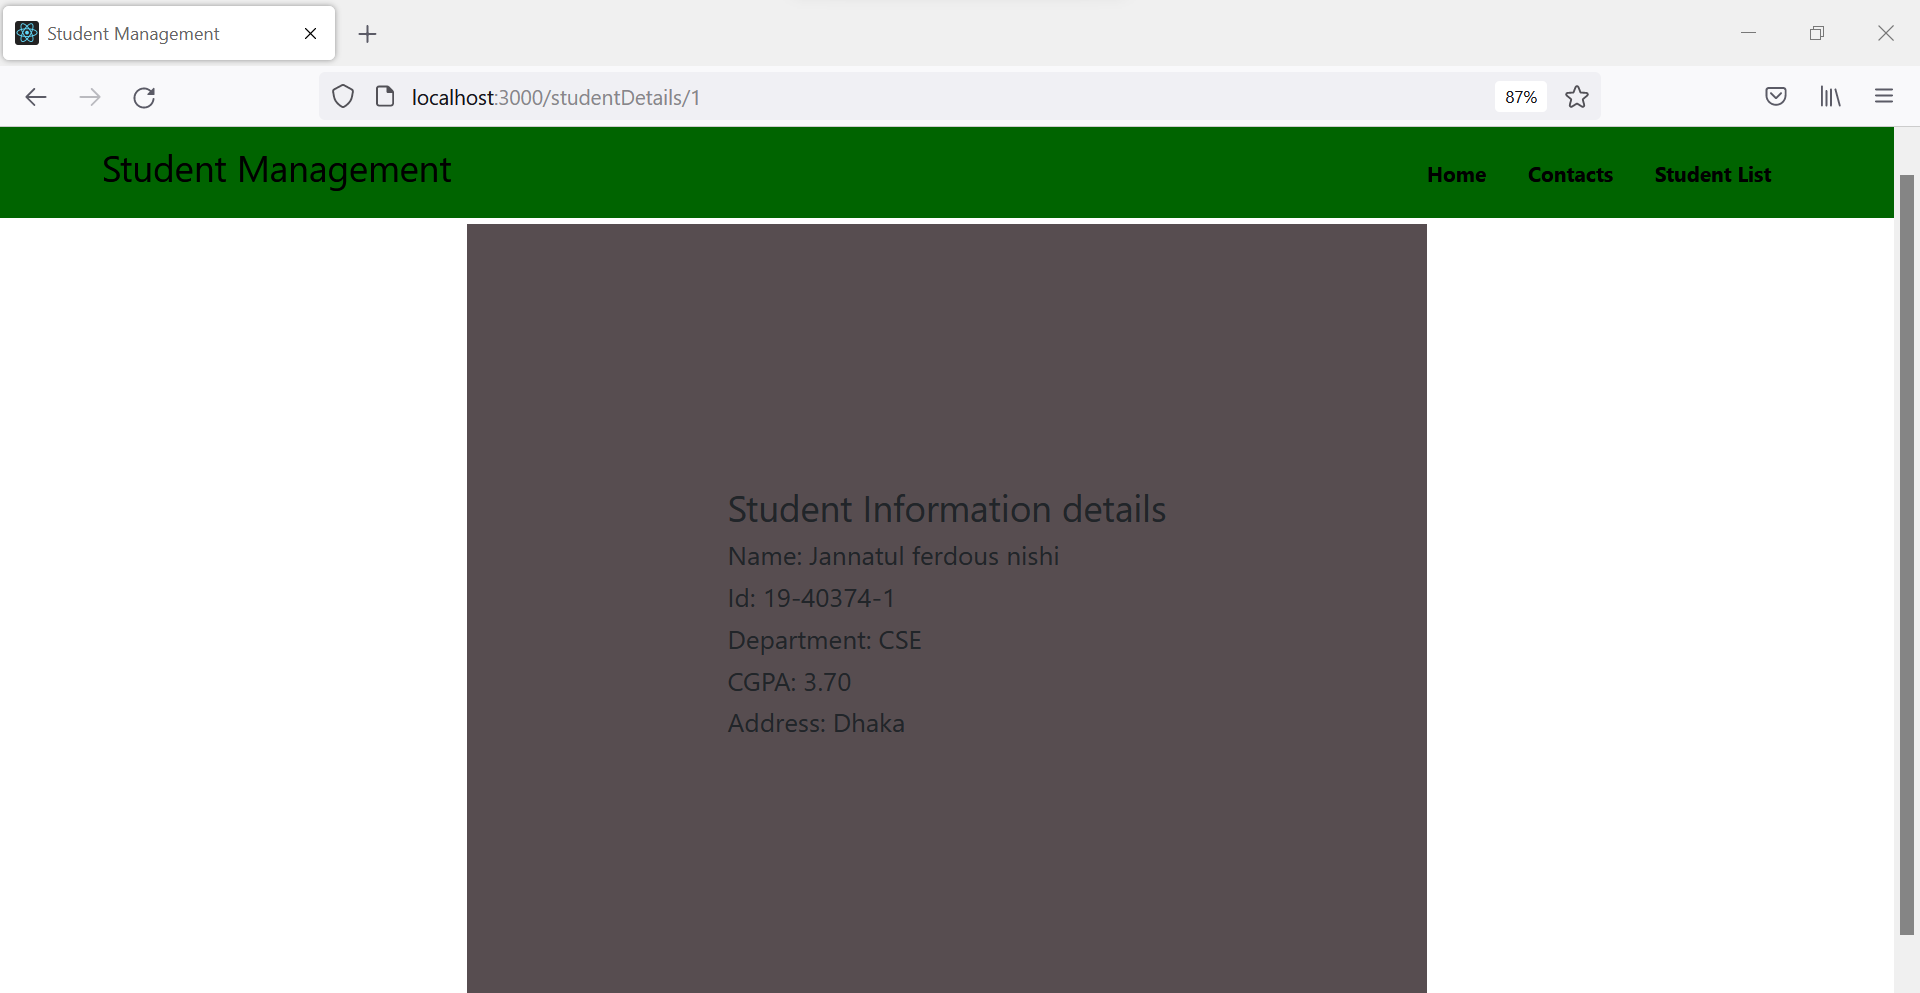 Student Management
localhost:3000/studentDetails/1
87%
Student Management
Home Contacts Student List
Student Information details
Name: Jannatul ferdous nishi
Id: 19-40374-1
Department: CSE
CGPA: 3.70
Address: Dhaka